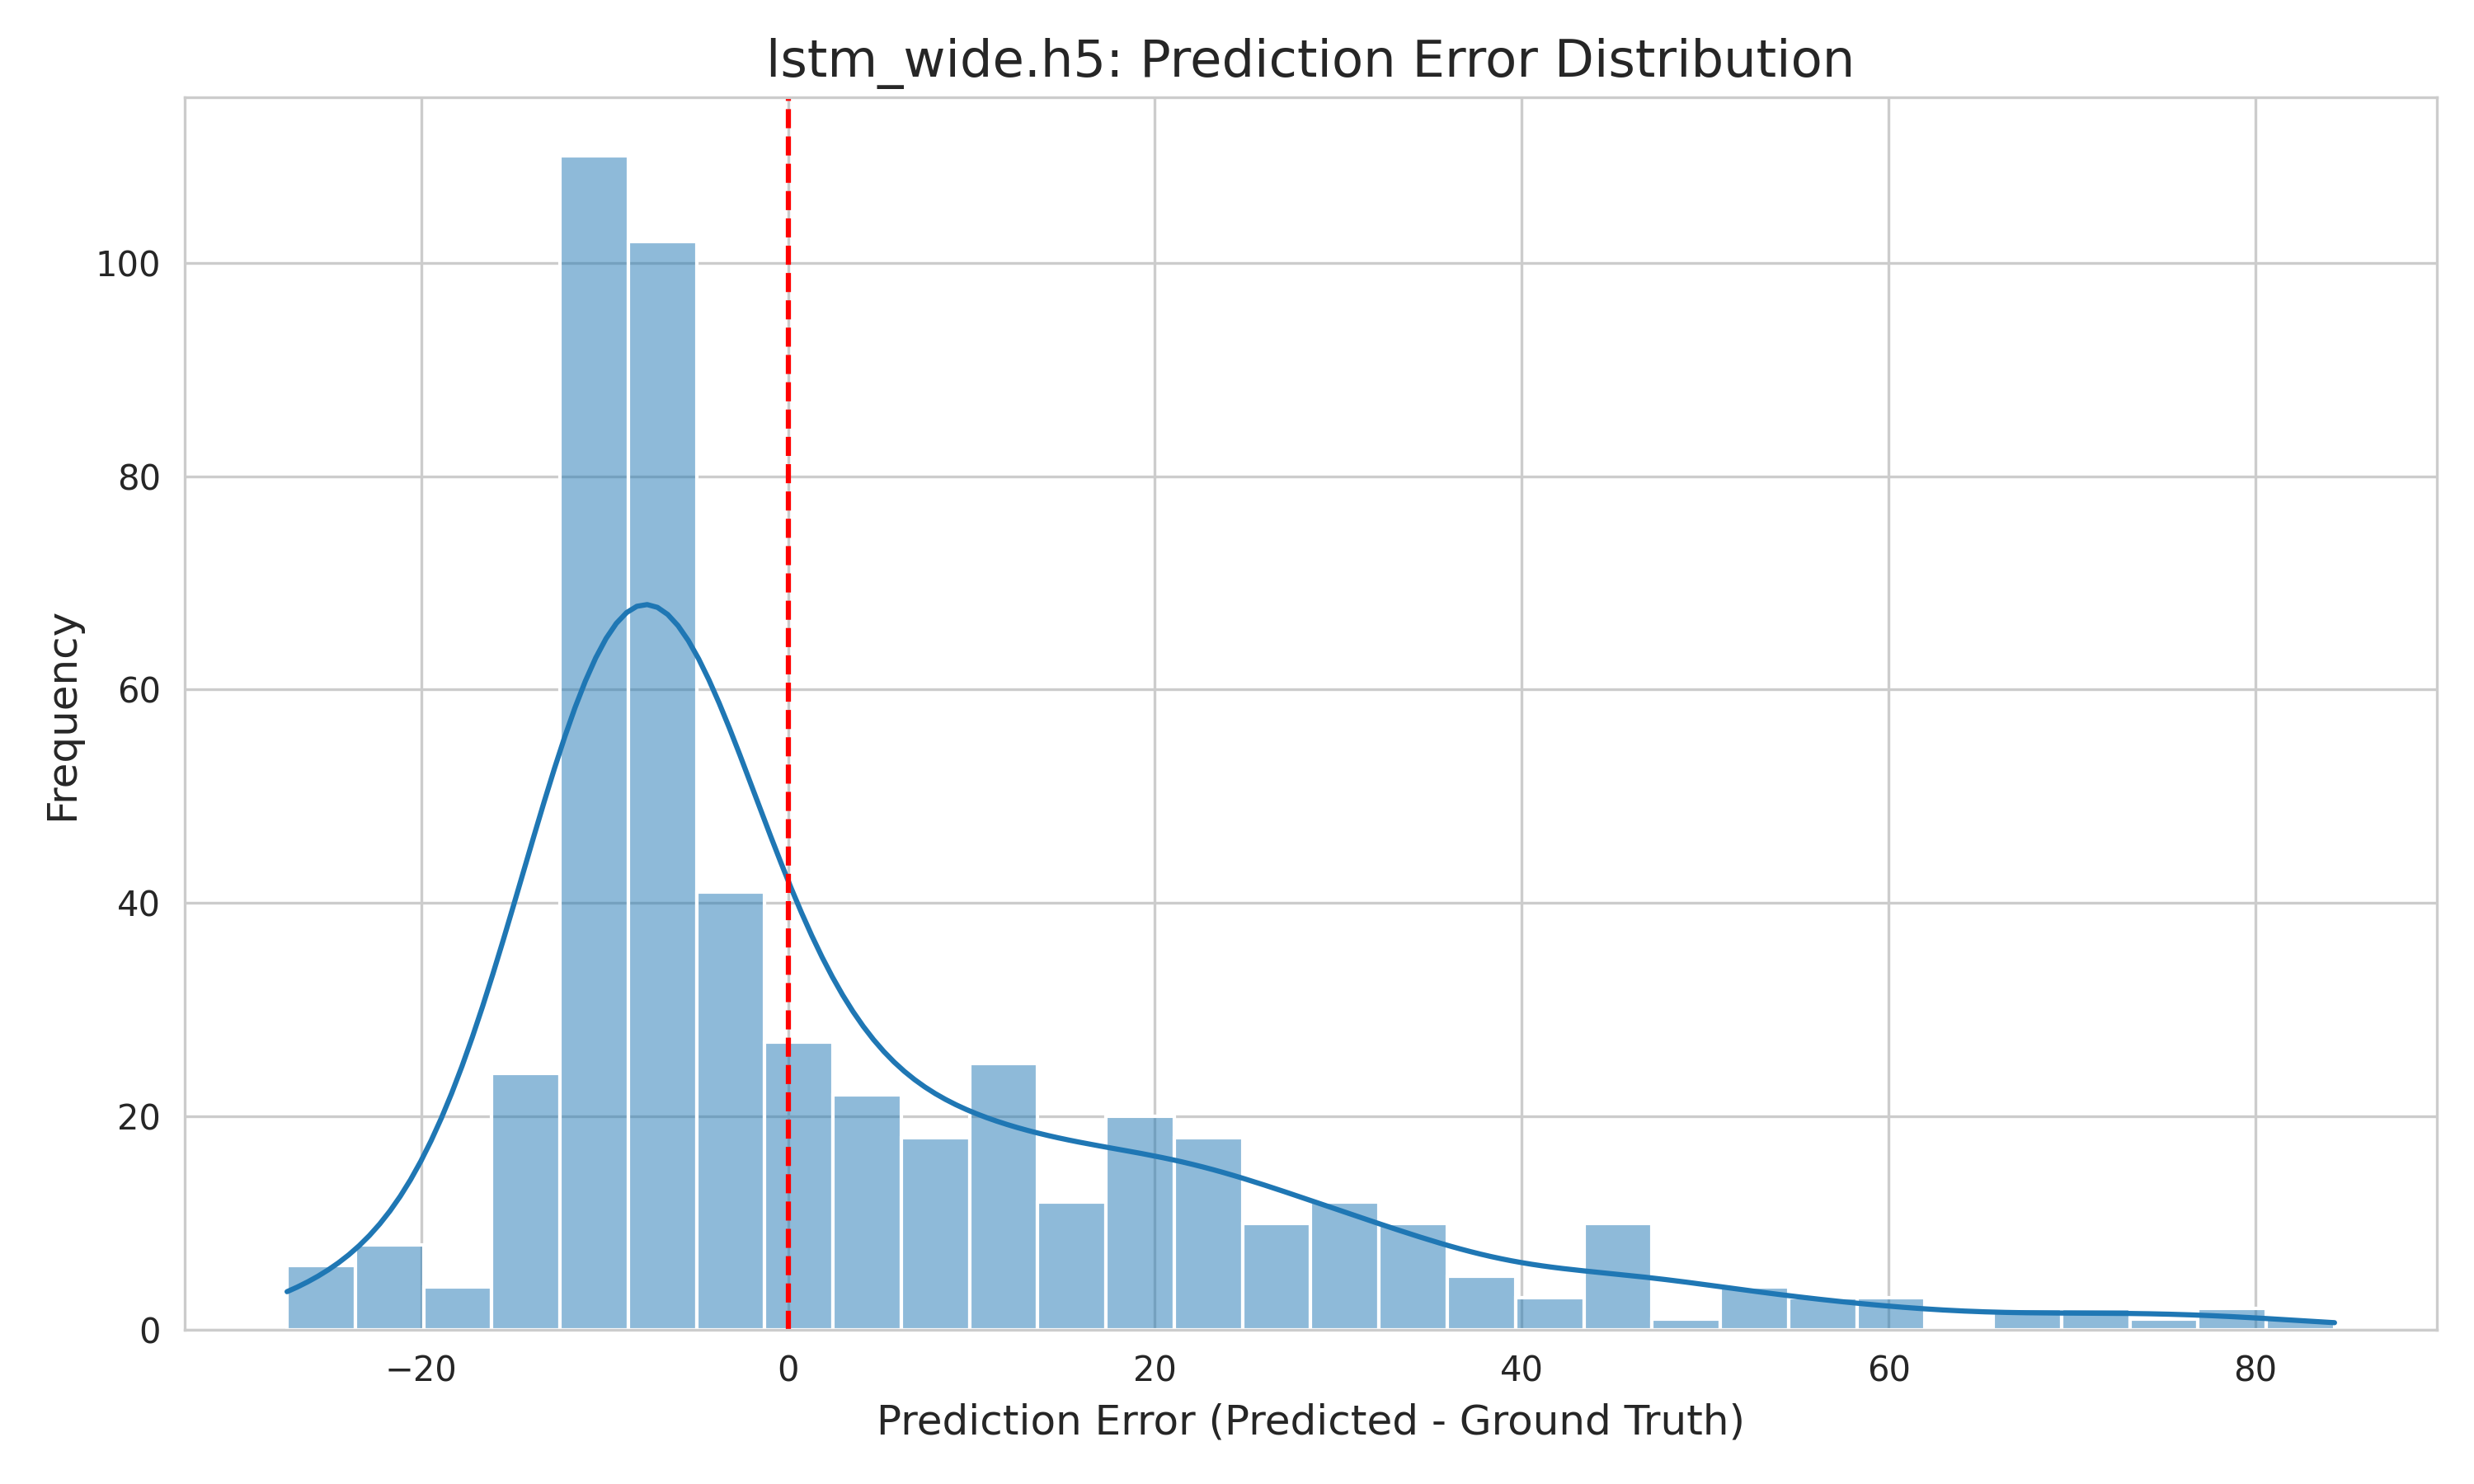 lstm_wide.h5: Prediction Error Distribution
Frequency
100
80
60
40
20
0
−20 0 20 40 60 80
Prediction Error (Predicted - Ground Truth)